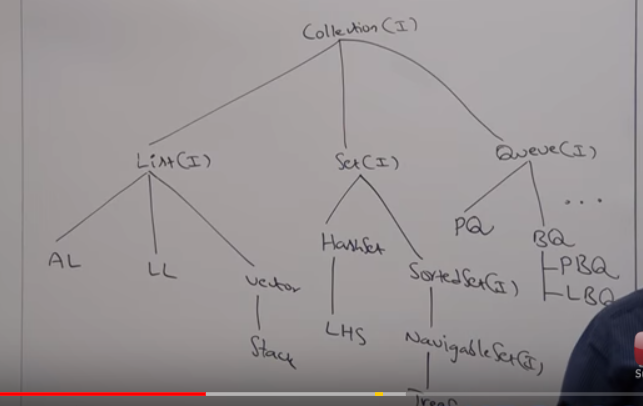 Collection(I)
List(I)
Set(I)
Queue(I)
AL
LL
Vector
Stack
HashSet
LHS
SortedSet(I)
NavigableSet(I)
PQ
BQ
...
PBQ
LBQ